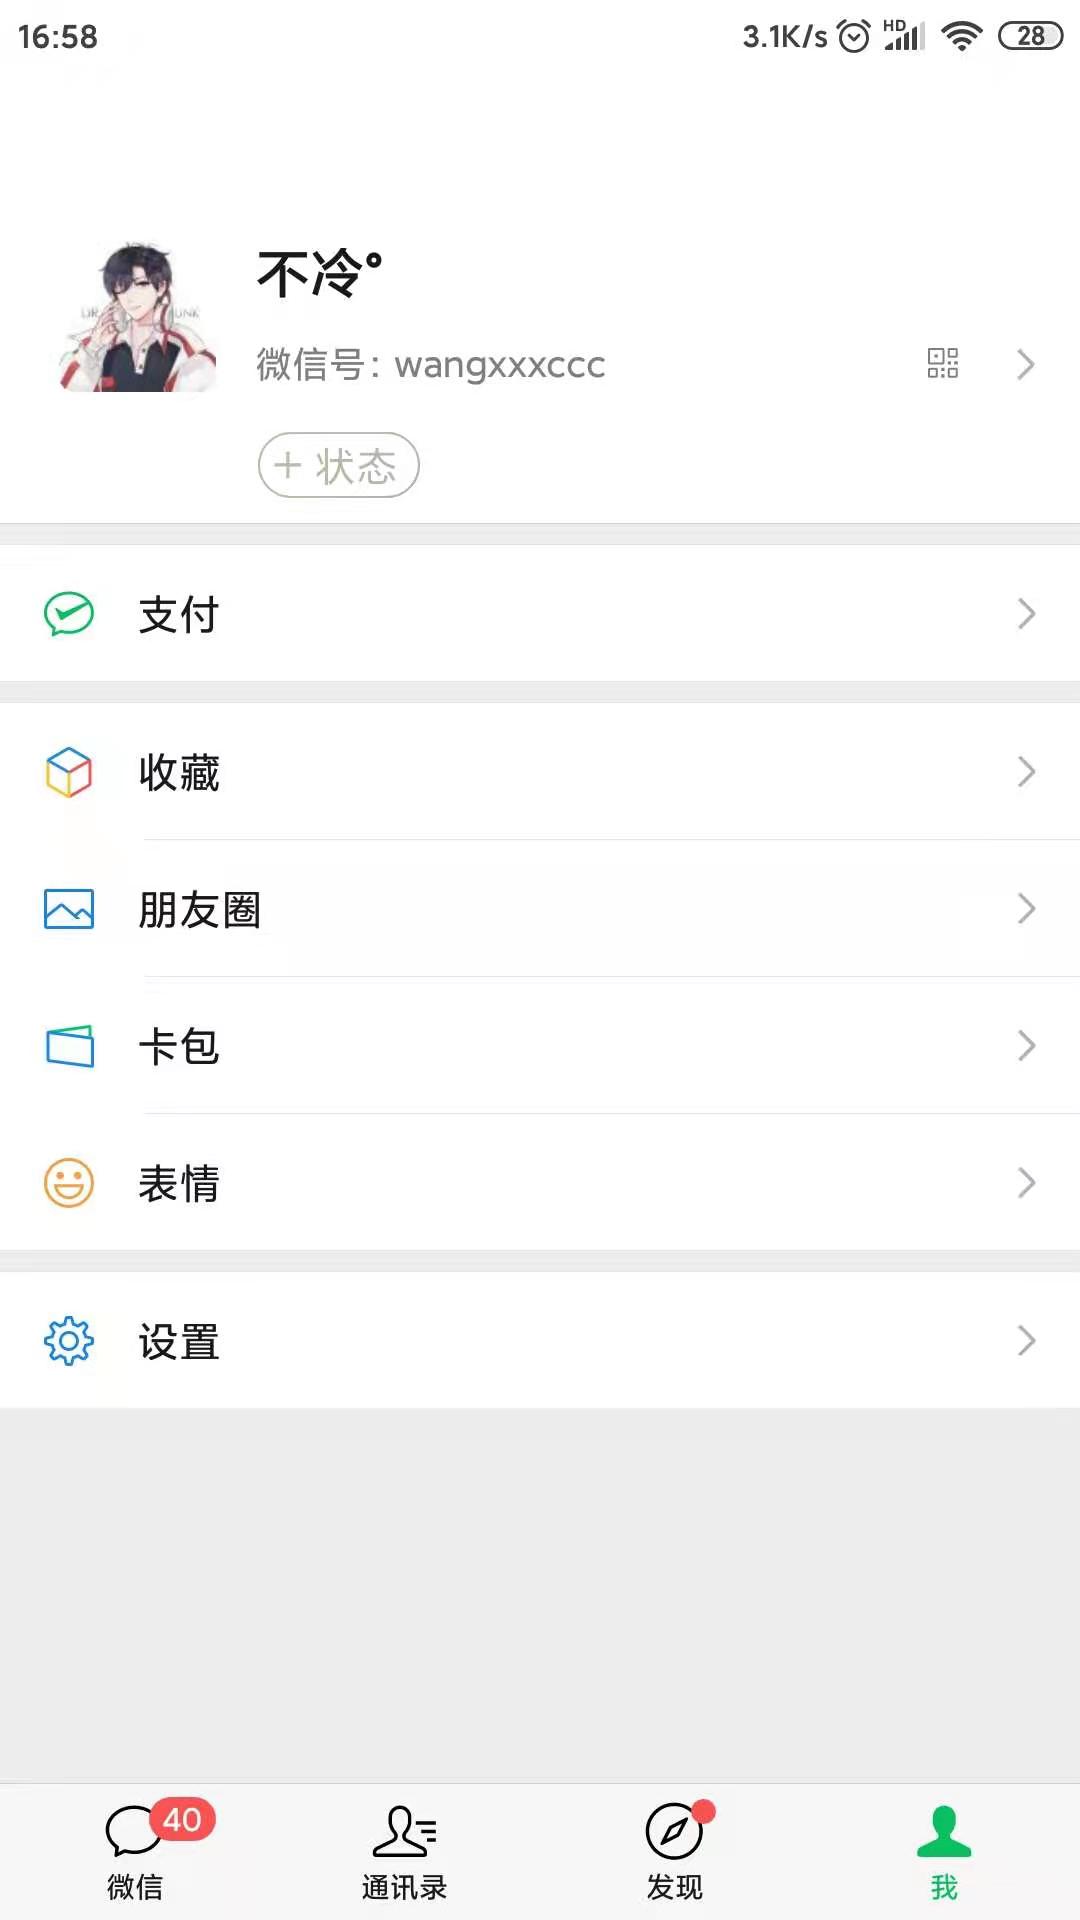 16:58
3.1K/s HD 28
不冷°
微信号: wangxxxccc
+ 状态
支付
收藏
朋友圈
卡包
表情
设置
40
微信
通讯录
发现
我